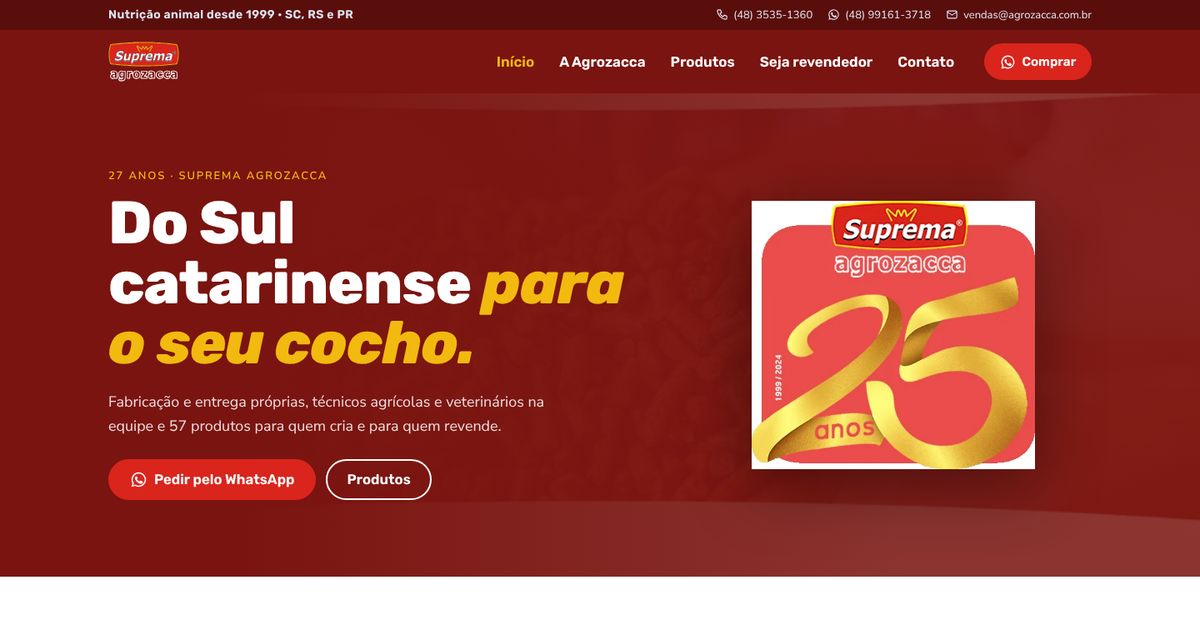 Nutrição animal desde 1999 • SC, RS e PR
(48) 3535-1360
(48) 99161-3718
vendas@agrozacca.com.br
Suprema
agrozacca
Início
A Agrozacca
Produtos
Seja revendedor
Contato
Comprar
27 ANOS · SUPREMA AGROZACCA
Do Sul
catarinense para
o seu cocho.
Fabricação e entrega próprias, técnicos agrícolas e veterinários na
equipe e 57 produtos para quem cria e para quem revende.
Pedir pelo WhatsApp
Produtos
Suprema®
agrozacca
25
anos
1999 / 2024